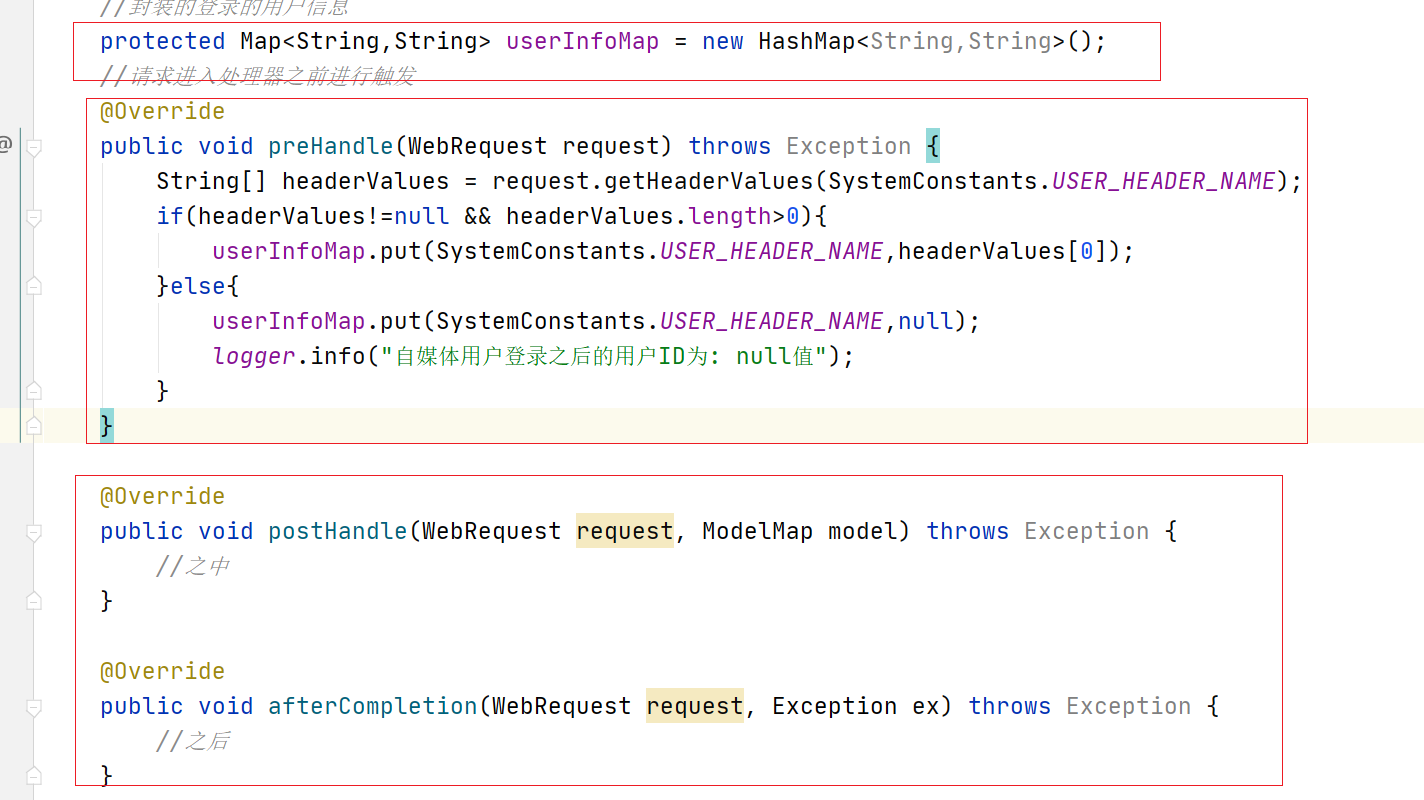 //封装的登录的用户信息
protected Map<String,String> userInfoMap = new HashMap<String,String>();
//请求进入处理器之前进行触发
@Override
@
public void preHandle(WebRequest request) throws Exception {
String[] headerValues = request.getHeaderValues(SystemConstants.USER_HEADER_NAME);
if(headerValues!=null && headerValues.length>0){
userInfoMap.put(SystemConstants.USER_HEADER_NAME,headerValues[0]);
}else{
userInfoMap.put(SystemConstants.USER_HEADER_NAME,null);
logger.info("自媒体用户登录之后的用户ID为: null值");
}
}
@Override
public void postHandle(WebRequest request, ModelMap model) throws Exception {
//之中
}
@Override
public void afterCompletion(WebRequest request, Exception ex) throws Exception {
//之后
}